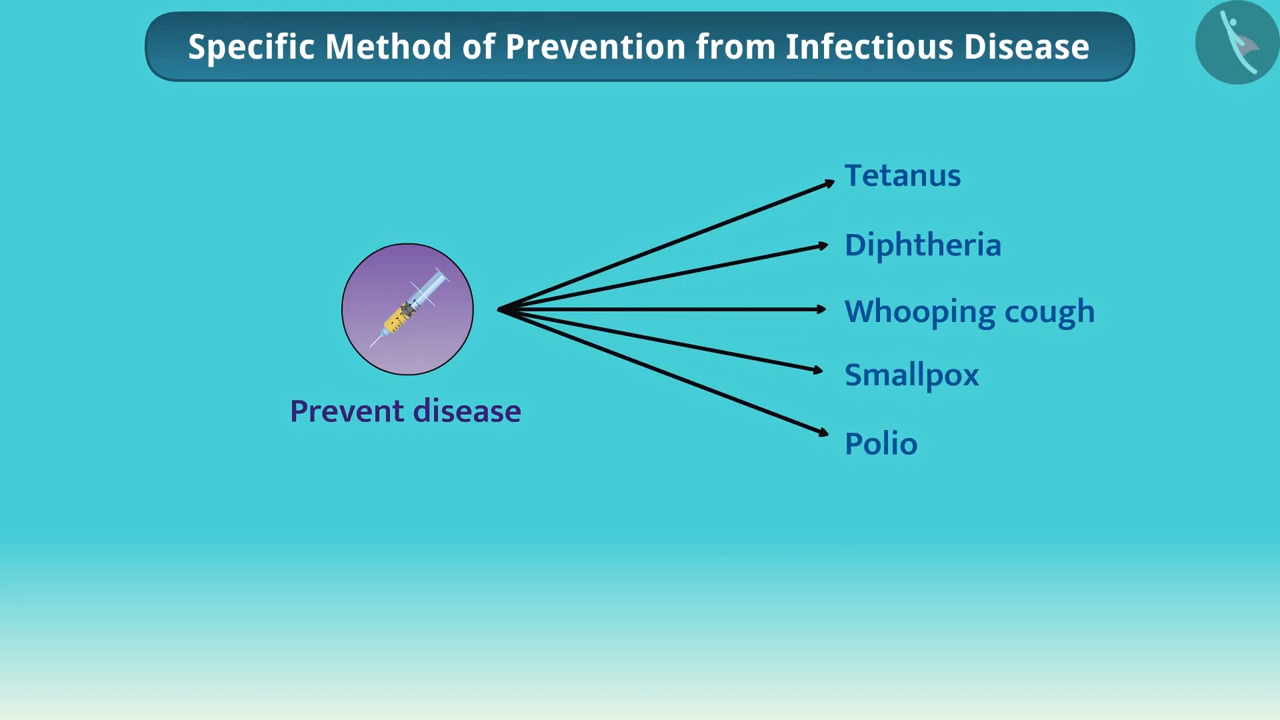 Specific Method of Prevention from Infectious Disease
Tetanus
Diphtheria
Whooping cough
Smallpox
Polio
Prevent disease